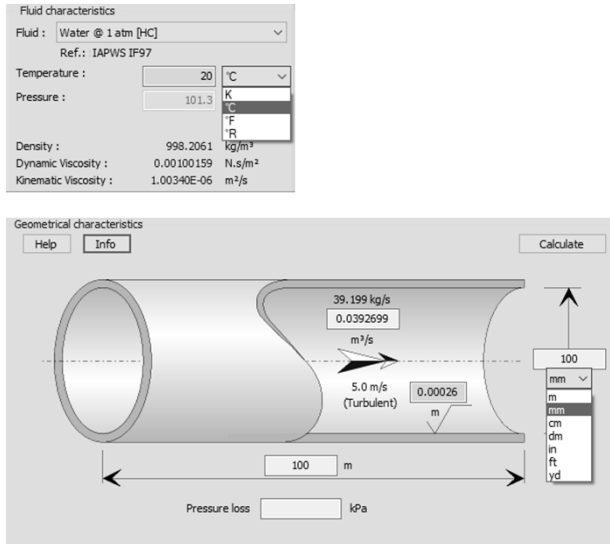 Fluid characteristics
Fluid : Water @ 1 atm [HC]
Ref.: IAPWS IF97
Temperature : 20 °C
Pressure : 101.3
K
°C
°F
°R
Density : 998.2061 kg/m³
Dynamic Viscosity : 0.00100159 N.s/m²
Kinematic Viscosity : 1.00340E-06 m²/s
Geometrical characteristics
Help Info Calculate
39.199 kg/s
0.0392699
m³/s
5.0 m/s
(Turbulent)
0.00026
m
100
mm
m
mm
cm
dm
in
ft
yd
100 m
Pressure loss kPa